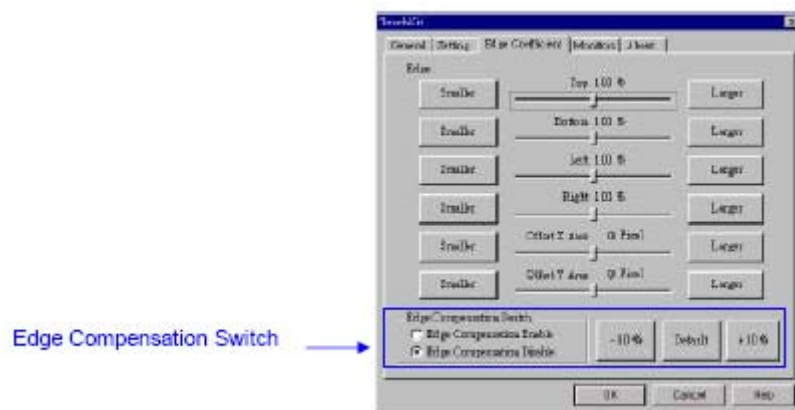 TouchKit
General Setting Edge Coefficient Monitors About
Edge
Smaller Top 100 % Larger
Smaller Bottom 100 % Larger
Smaller Left 100 % Larger
Smaller Right 100 % Larger
Smaller Offset X Area 0 Pixel Larger
Smaller Offset Y Area 0 Pixel Larger
Edge Compensation Switch
Edge Compensation Enable
Edge Compensation Disable
-10 % Default +10 %
Edge Compensation Switch
OK Cancel Help